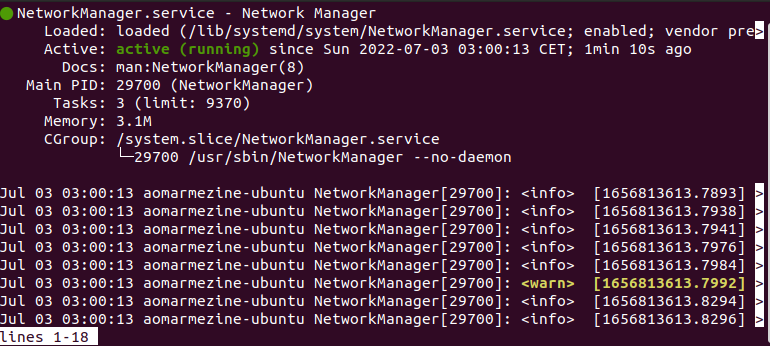 ● NetworkManager.service - Network Manager
     Loaded: loaded (/lib/systemd/system/NetworkManager.service; enabled; vendor pre>
     Active: active (running) since Sun 2022-07-03 03:00:13 CET; 1min 10s ago
       Docs: man:NetworkManager(8)
   Main PID: 29700 (NetworkManager)
      Tasks: 3 (limit: 9370)
     Memory: 3.1M
     CGroup: /system.slice/NetworkManager.service
             └─29700 /usr/sbin/NetworkManager --no-daemon

Jul 03 03:00:13 aomarmezine-ubuntu NetworkManager[29700]: <info>  [1656813613.7893] >
Jul 03 03:00:13 aomarmezine-ubuntu NetworkManager[29700]: <info>  [1656813613.7938] >
Jul 03 03:00:13 aomarmezine-ubuntu NetworkManager[29700]: <info>  [1656813613.7941] >
Jul 03 03:00:13 aomarmezine-ubuntu NetworkManager[29700]: <info>  [1656813613.7976] >
Jul 03 03:00:13 aomarmezine-ubuntu NetworkManager[29700]: <info>  [1656813613.7984] >
Jul 03 03:00:13 aomarmezine-ubuntu NetworkManager[29700]: <warn>  [1656813613.7992] >
Jul 03 03:00:13 aomarmezine-ubuntu NetworkManager[29700]: <info>  [1656813613.8294] >
Jul 03 03:00:13 aomarmezine-ubuntu NetworkManager[29700]: <info>  [1656813613.8296] >
lines 1-18